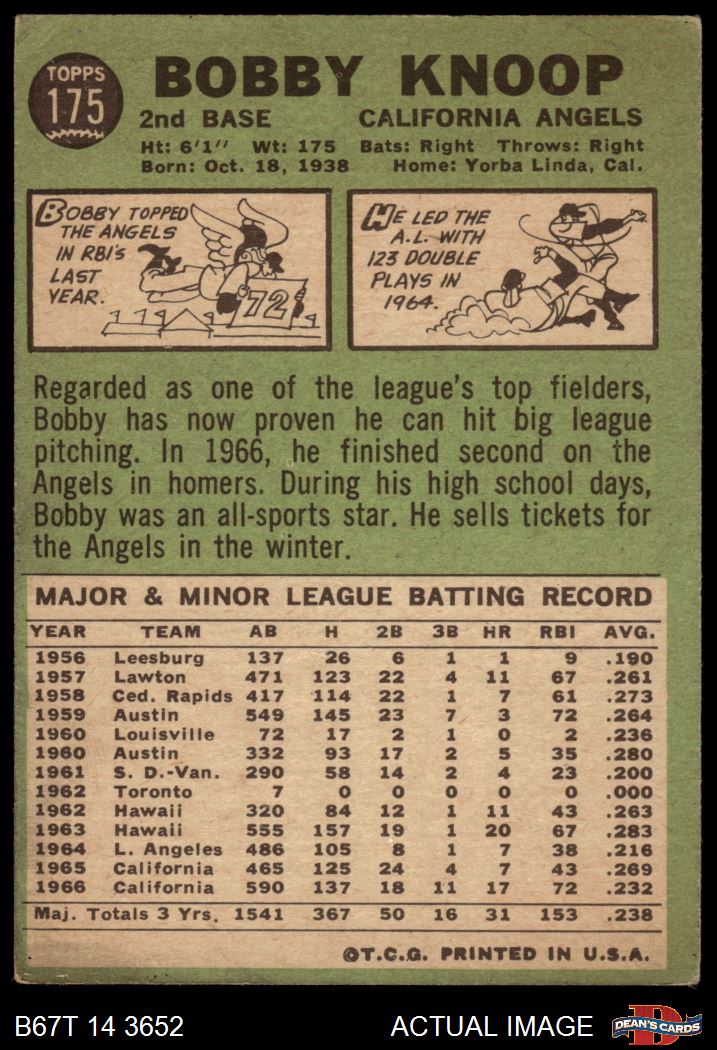 TOPPS
175
BOBBY KNOOP
2nd BASE CALIFORNIA ANGELS
Ht: 6'1" Wt: 175 Bats: Right Throws: Right
Born: Oct. 18, 1938 Home: Yorba Linda, Cal.
BOBBY TOPPED
THE ANGELS
IN RBI'S
LAST
YEAR.
72
HE LED THE
A.L. WITH
123 DOUBLE
PLAYS IN
1964.
Regarded as one of the league's top fielders,
Bobby has now proven he can hit big league
pitching. In 1966, he finished second on the
Angels in homers. During his high school days,
Bobby was an all-sports star. He sells tickets for
the Angels in the winter.
MAJOR & MINOR LEAGUE BATTING RECORD
YEAR TEAM AB H 2B 3B HR RBI AVG.
1956 Leesburg 137 26 6 1 1 9 .190
1957 Lawton 471 123 22 4 11 67 .261
1958 Ced. Rapids 417 114 22 1 7 61 .273
1959 Austin 549 145 23 7 3 72 .264
1960 Louisville 72 17 2 1 0 2 .236
1960 Austin 332 93 17 2 5 35 .280
1961 S. D.-Van. 290 58 14 2 4 23 .200
1962 Toronto 7 0 0 0 0 0 .000
1962 Hawaii 320 84 12 1 11 43 .263
1963 Hawaii 555 157 19 1 20 67 .283
1964 L. Angeles 486 105 8 1 7 38 .216
1965 California 465 125 24 4 7 43 .269
1966 California 590 137 18 11 17 72 .232
Maj. Totals 3 Yrs. 1541 367 50 16 31 153 .238
©T.C.G. PRINTED IN U.S.A.
B67T 14 3652 ACTUAL IMAGE DEAN'S CARDS